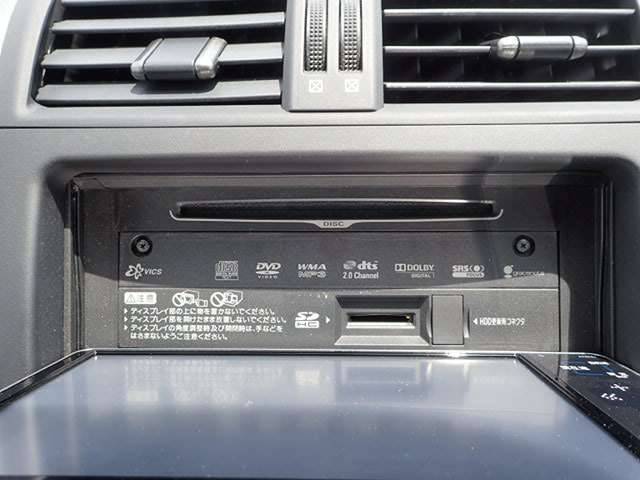 DISC
VICS
COMPACT disc
DVD VIDEO
WMA MP3
dts 2.0 Channel
DOLBY DIGITAL
SRS
gracenote
⚠注意
▶ディスプレイ部の上に物を置かないでください。
▶ディスプレイ部を開けたまま放置しないでください。
▶ディスプレイの角度調整時及び開閉時は、手などを
はさまないようご注意ください。
SD HC ▶
◀ HDD更新用コネクタ